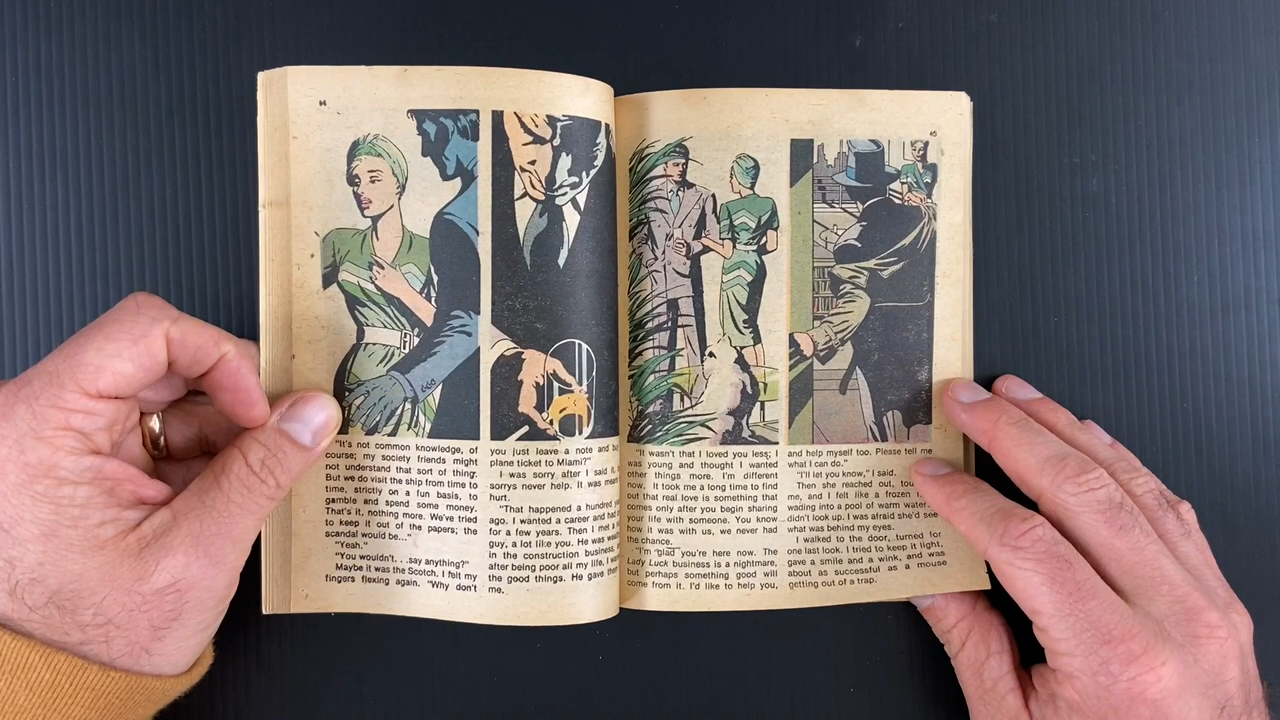 "It's not common knowledge, of
course; my society friends might
not understand that sort of thing.
But we do visit the ship from time to
time, strictly on a fun basis, to
gamble and spend some money.
That's it, nothing more. We've tried
to keep it out of the papers; the
scandal would be..."
"Yeah."
"You wouldn't. . .say anything?"
Maybe it was the Scotch, I felt my
fingers flexing again. "Why don't
you just leave a note and
plane ticket to Miami?"
I was sorry after I said it,
sorrys never help. It was
hurt.
"That happened a hundred
ago. I wanted a career and
for a few years. Then I met a
guy, a lot like you. He was
in the construction business,
after being poor all my life, I
the good things. He gave
me.
45
"It wasn't that I loved you less; I
was young and thought I wanted
other things more. I'm different
now. It took me a long time to find
out that real love is something that
comes only after you begin sharing
your life with someone. You know
how it was with us, we never had
the chance.
"I'm glad you're here now. The
Lady Luck business is a nightmare,
but perhaps something good will
come from it. I'd like to help you,
and help myself too. Please tell me
what I can do."
"I'll let you know," I said.
Then she reached out,
me, and I felt like a frozen
wading into a pool of warm water.
didn't look up. I was afraid she'd see
what was behind my eyes.
I walked to the door, turned for
one last look. I tried to keep it light,
gave a smile and a wink, and was
about as successful as a mouse
getting out of a trap.